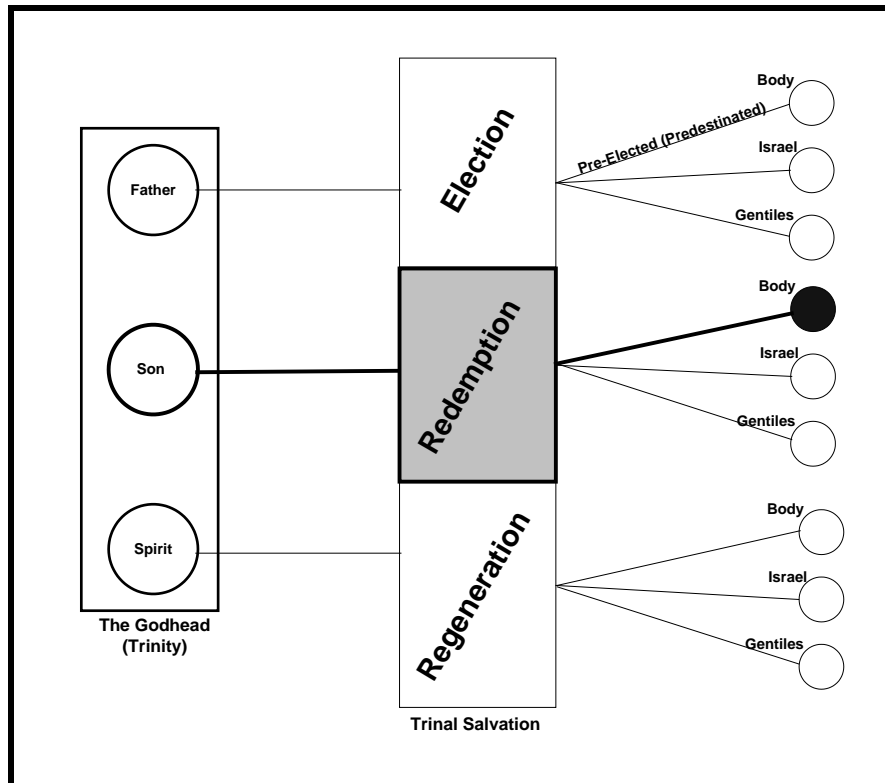 Father
Son
Spirit
The Godhead
(Trinity)
Election
Redemption
Regeneration
Trinal Salvation
Pre-Elected (Predestinated)
Body
Israel
Gentiles
Body
Israel
Gentiles
Body
Israel
Gentiles